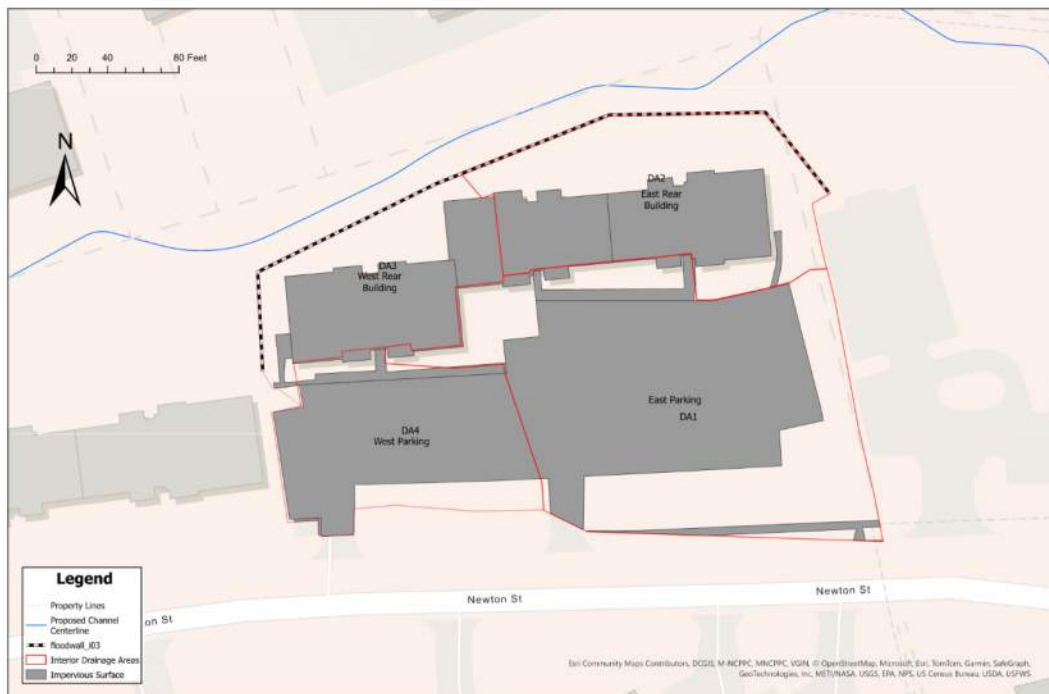 0 20 40 80 Feet
N
DA2
East Rear
Building
DA3
West Rear
Building
East Parking
DA1
DA4
West Parking
Newton St
Newton St
on St
Legend
Property Lines
Proposed Channel
Centerline
floodwall_i03
Interior Drainage Areas
Impervious Surface
Esri Community Maps Contributors, DCGIS, M-NCPPC, MNCPPC, VGIN, © OpenStreetMap, Microsoft, Esri, TomTom, Garmin, SafeGraph,
GeoTechnologies, Inc, METI/NASA, USGS, EPA, NPS, US Census Bureau, USDA, USFWS